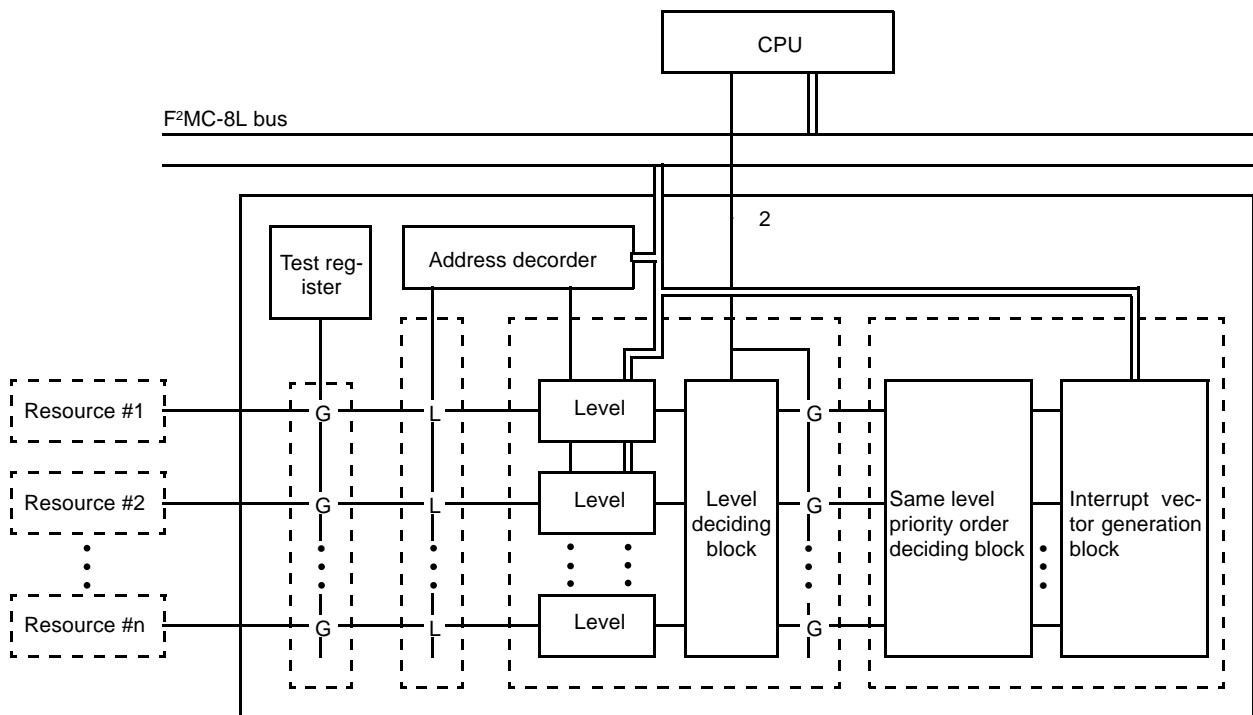 CPU
F²MC-8L bus
2
Test reg-
ister
Address decorder
Resource #1
G
L
Level
G
Resource #2
G
L
Level
G
Level
deciding
block
Same level
priority order
deciding block
Interrupt vec-
tor generation
block
Resource #n
G
L
Level
G